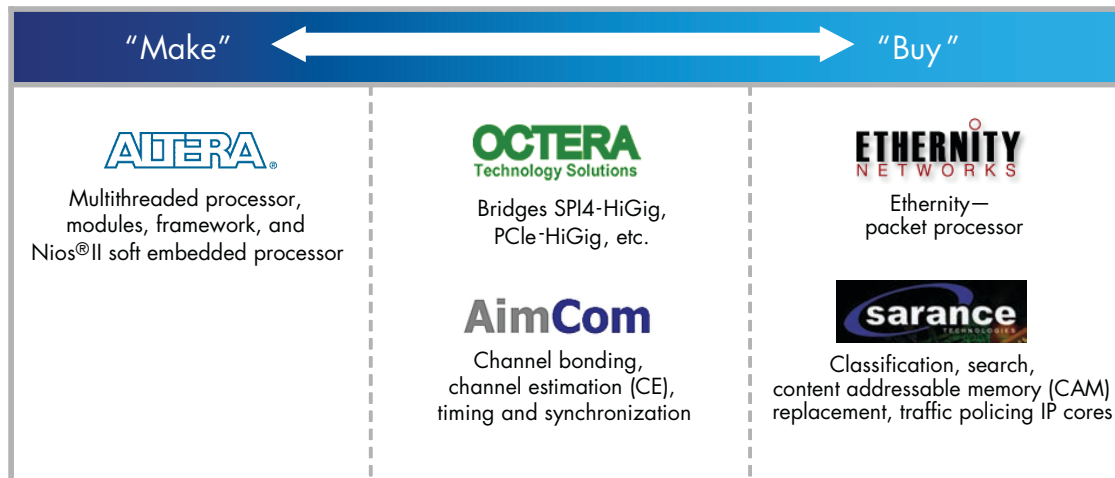 “Make”
“Buy”
ALTERA®
Multithreaded processor,
modules, framework, and
Nios®II soft embedded processor
OCTERA
Technology Solutions
Bridges SPI4-HiGig,
PCIe-HiGig, etc.
AimCom
Channel bonding,
channel estimation (CE),
timing and synchronization
ETHERNITY
NETWORKS
Ethernity—
packet processor
sarance
TECHNOLOGIES
Classification, search,
content addressable memory (CAM)
replacement, traffic policing IP cores